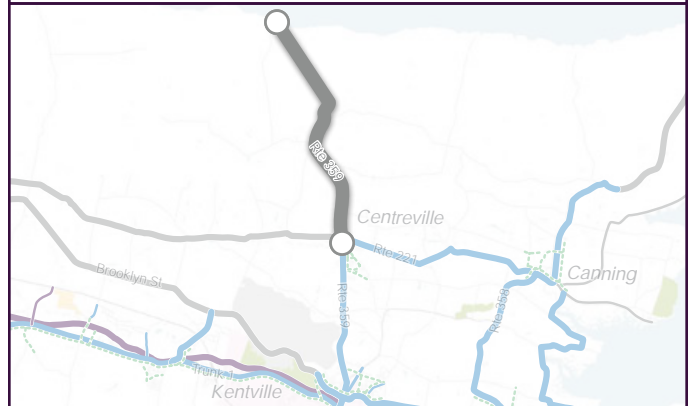 Rte 359
Centreville
Rte 221
Brooklyn St
Canning
Rte 359
Rte 358
Trunk 1
Kentville